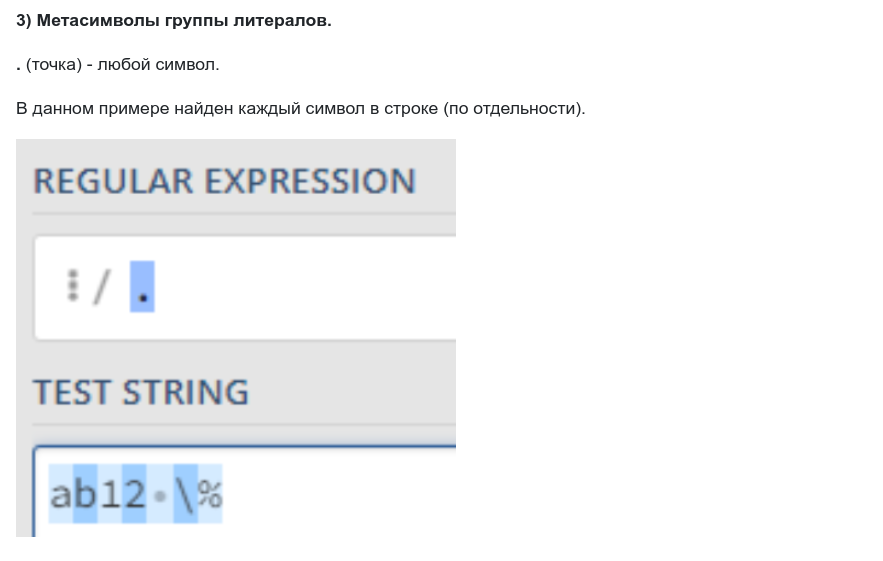 3) Метасимволы группы литералов.
. (точка) - любой символ.
В данном примере найден каждый символ в строке (по отдельности).
REGULAR EXPRESSION
⋮ / .
TEST STRING
ab12·\%